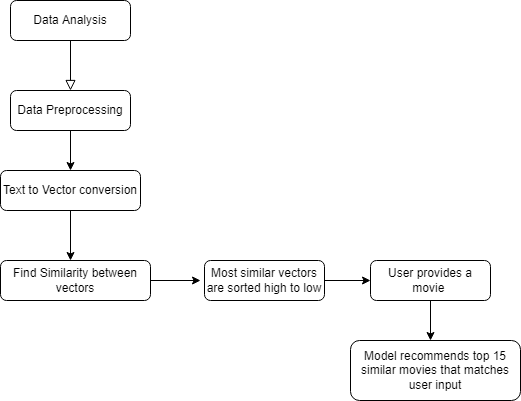 Data Analysis
Data Preprocessing
Text to Vector conversion
Find Similarity between
vectors
Most similar vectors
are sorted high to low
User provides a
movie
Model recommends top 15
similar movies that matches
user input